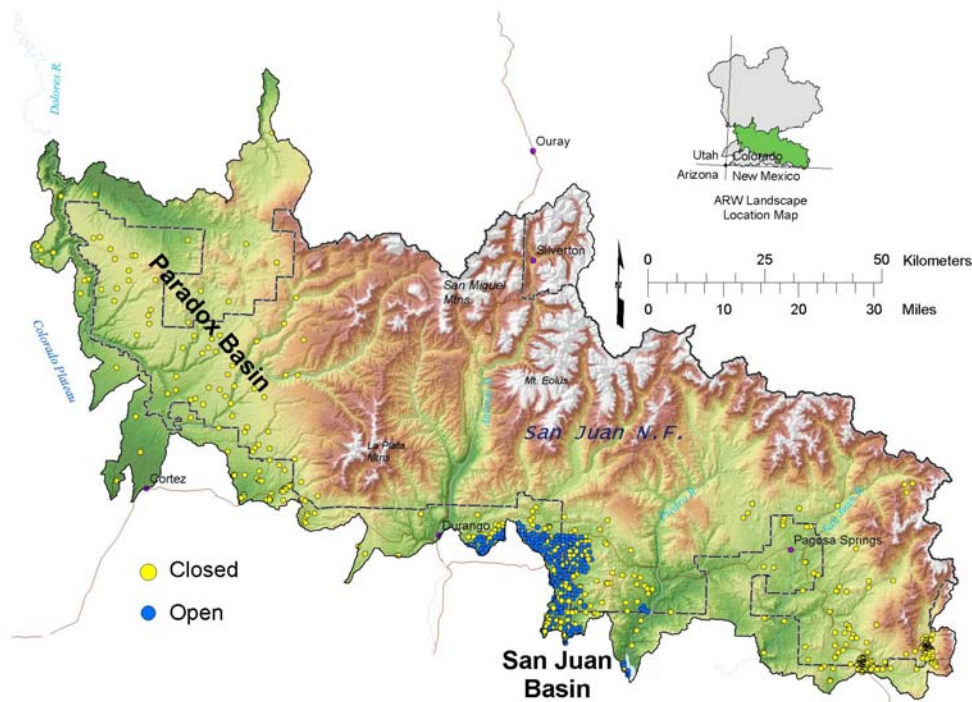 Dolores R.
Ouray
Utah
Colorado
Arizona
New Mexico
ARW Landscape
Location Map
Silverton
San Miguel
Mtns
N
0 25 50 Kilometers
0 10 20 30 Miles
Paradox Basin
Colorado Plateau
Mt. Eolus
San Juan N.F.
La Plata
Mtns
Cortez
Durango
Pagosa Springs
Closed
Open
San Juan
Basin